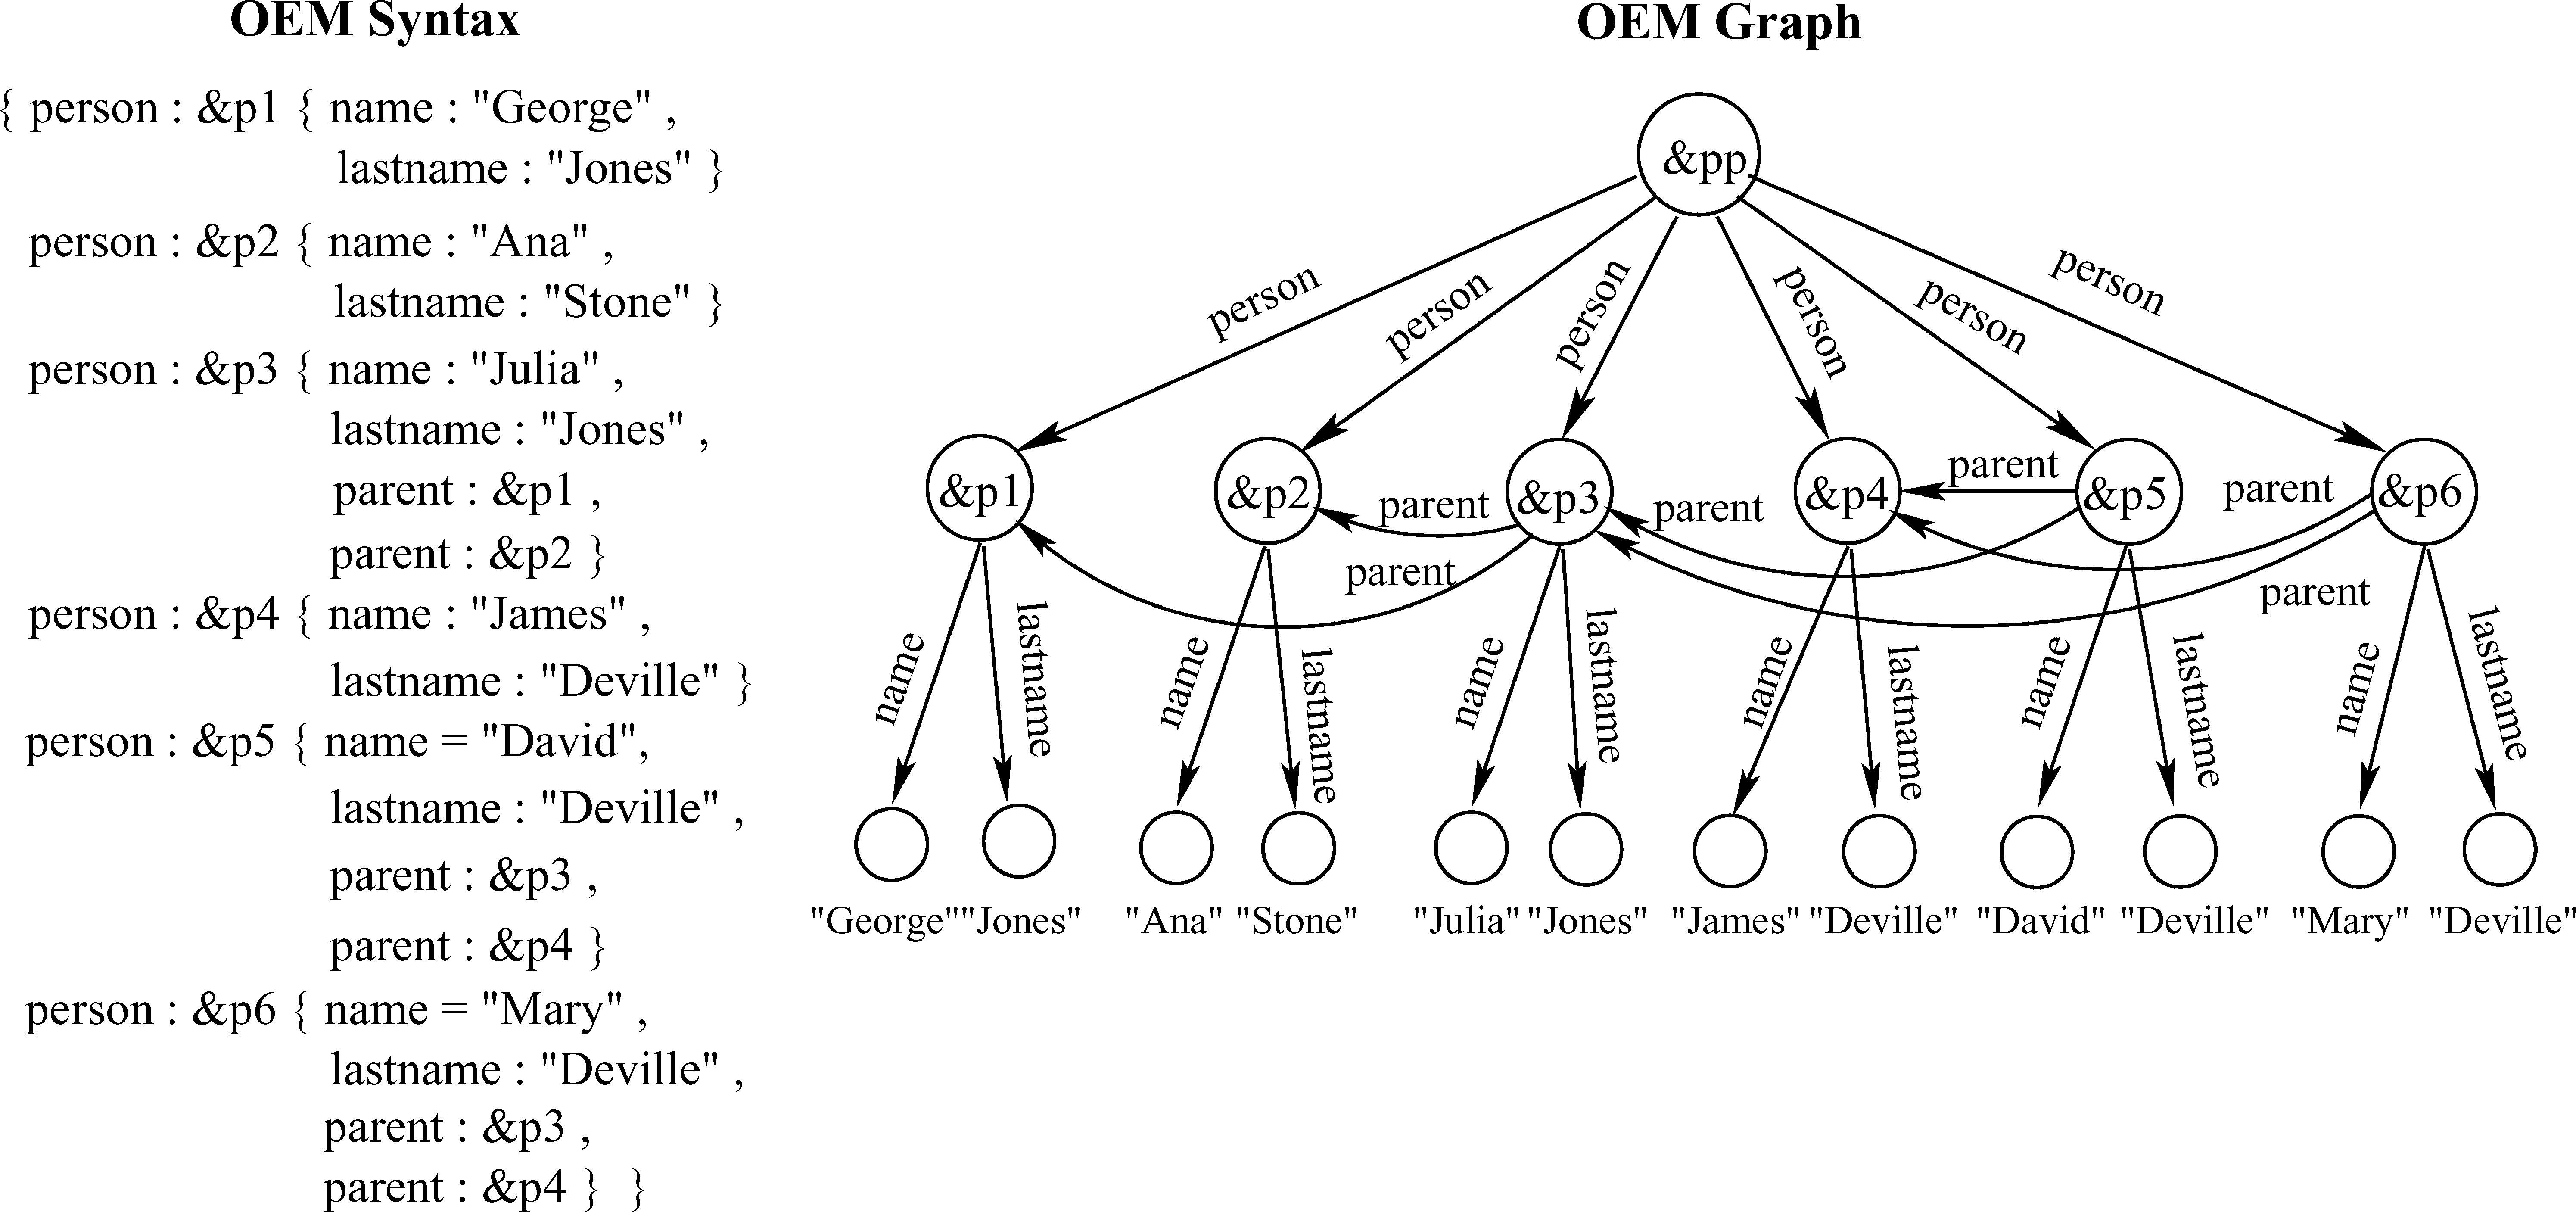 OEM Syntax
{ person : &p1 { name : "George" ,
lastname : "Jones" }
person : &p2 { name : "Ana" ,
lastname : "Stone" }
person : &p3 { name : "Julia" ,
lastname : "Jones" ,
parent : &p1 ,
parent : &p2 }
person : &p4 { name : "James" ,
lastname : "Deville" }
person : &p5 { name = "David",
lastname : "Deville" ,
parent : &p3 ,
parent : &p4 }
person : &p6 { name = "Mary" ,
lastname : "Deville" ,
parent : &p3 ,
parent : &p4 } }
OEM Graph
&pp
person person person person person person
&p1 &p2 &p3 &p4 &p5 &p6
parent parent parent parent
parent parent
name lastname name lastname name lastname name lastname name lastname name lastname
"George" "Jones" "Ana" "Stone" "Julia" "Jones" "James" "Deville" "David" "Deville" "Mary" "Deville"